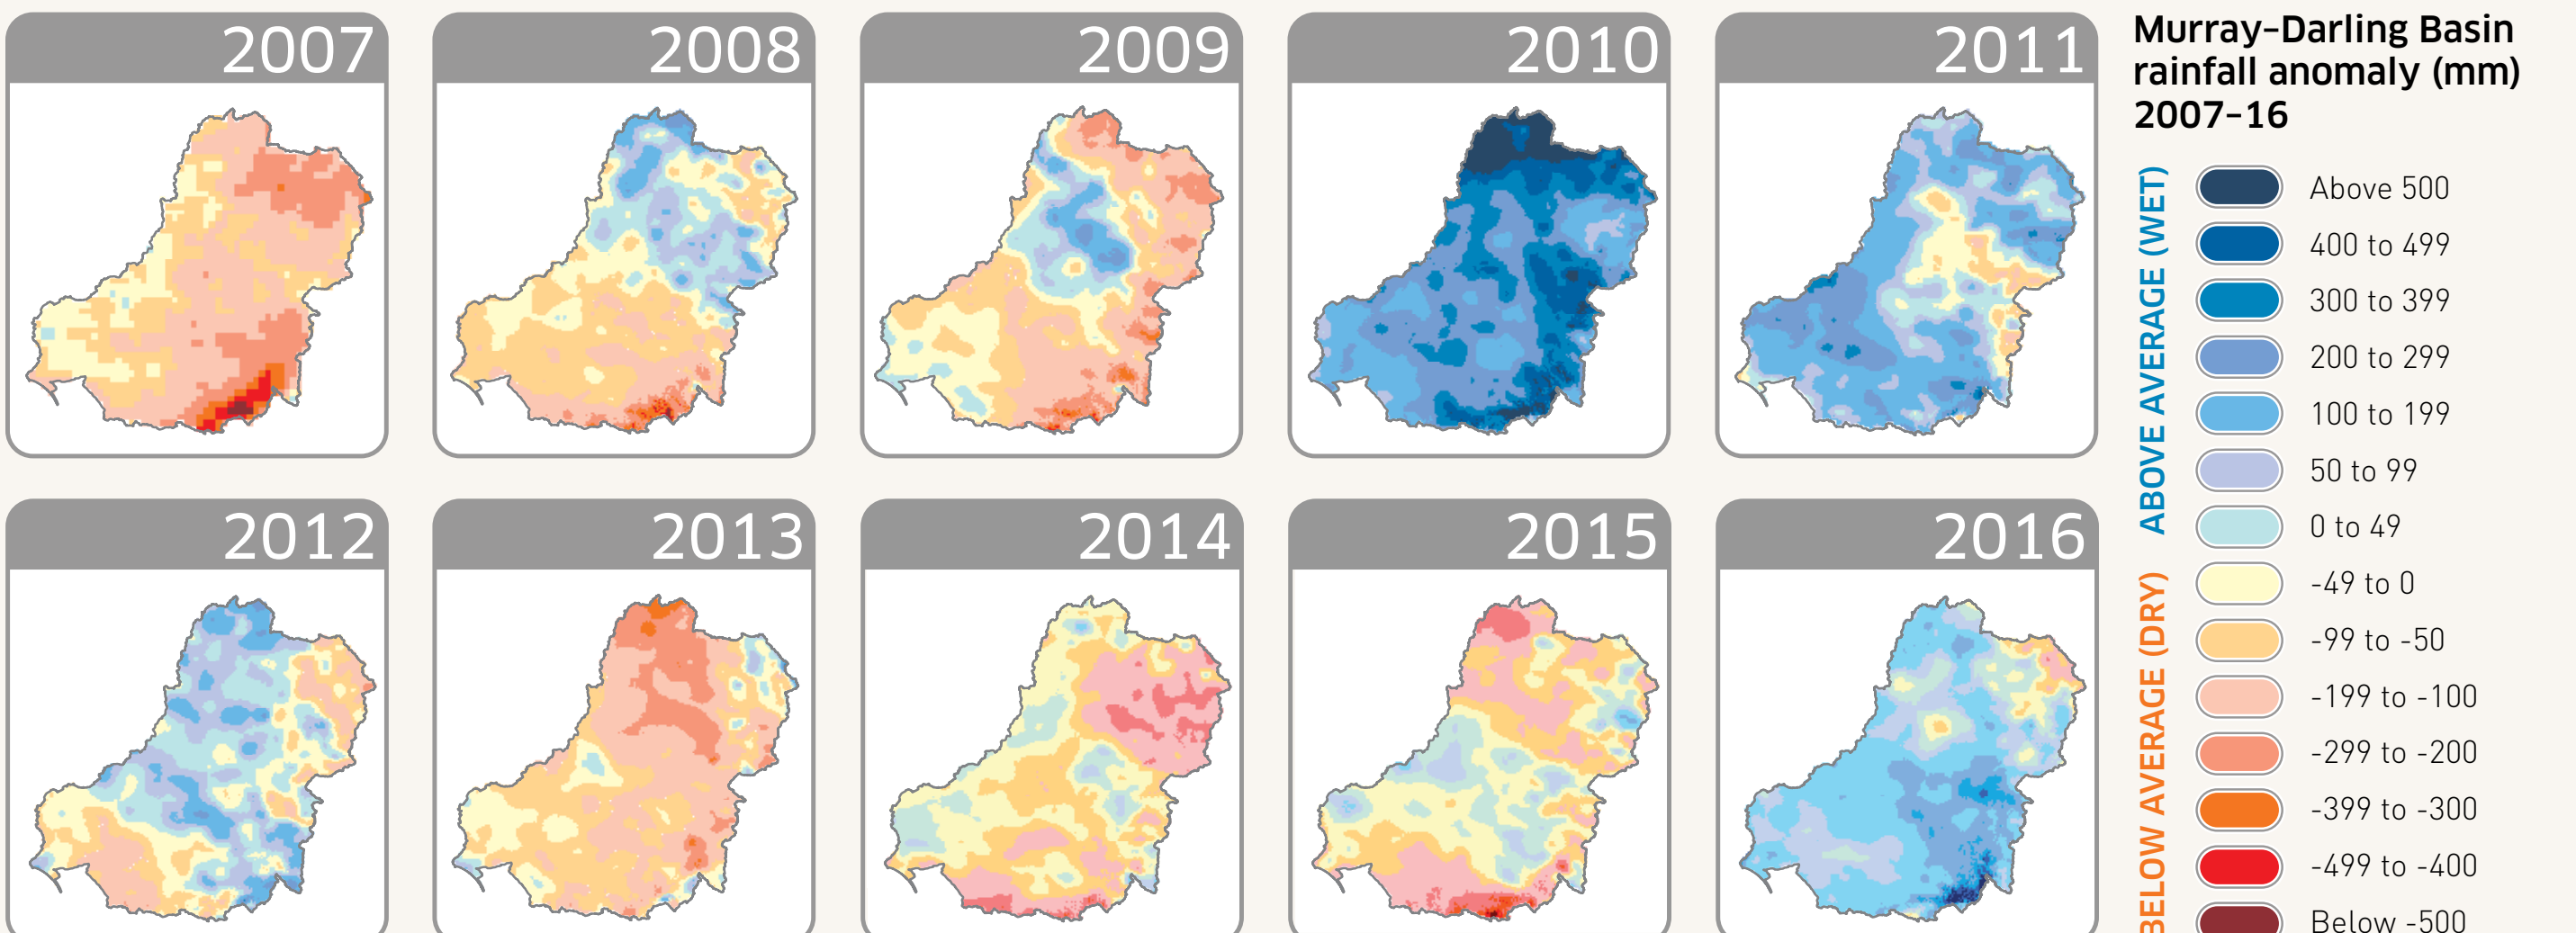 2007
2008
2009
2010
2011
Murray–Darling Basin
rainfall anomaly (mm)
2007–16
ABOVE AVERAGE (WET)
Above 500
400 to 499
300 to 399
200 to 299
100 to 199
50 to 99
0 to 49
2012
2013
2014
2015
2016
BELOW AVERAGE (DRY)
-49 to 0
-99 to -50
-199 to -100
-299 to -200
-399 to -300
-499 to -400
Below -500